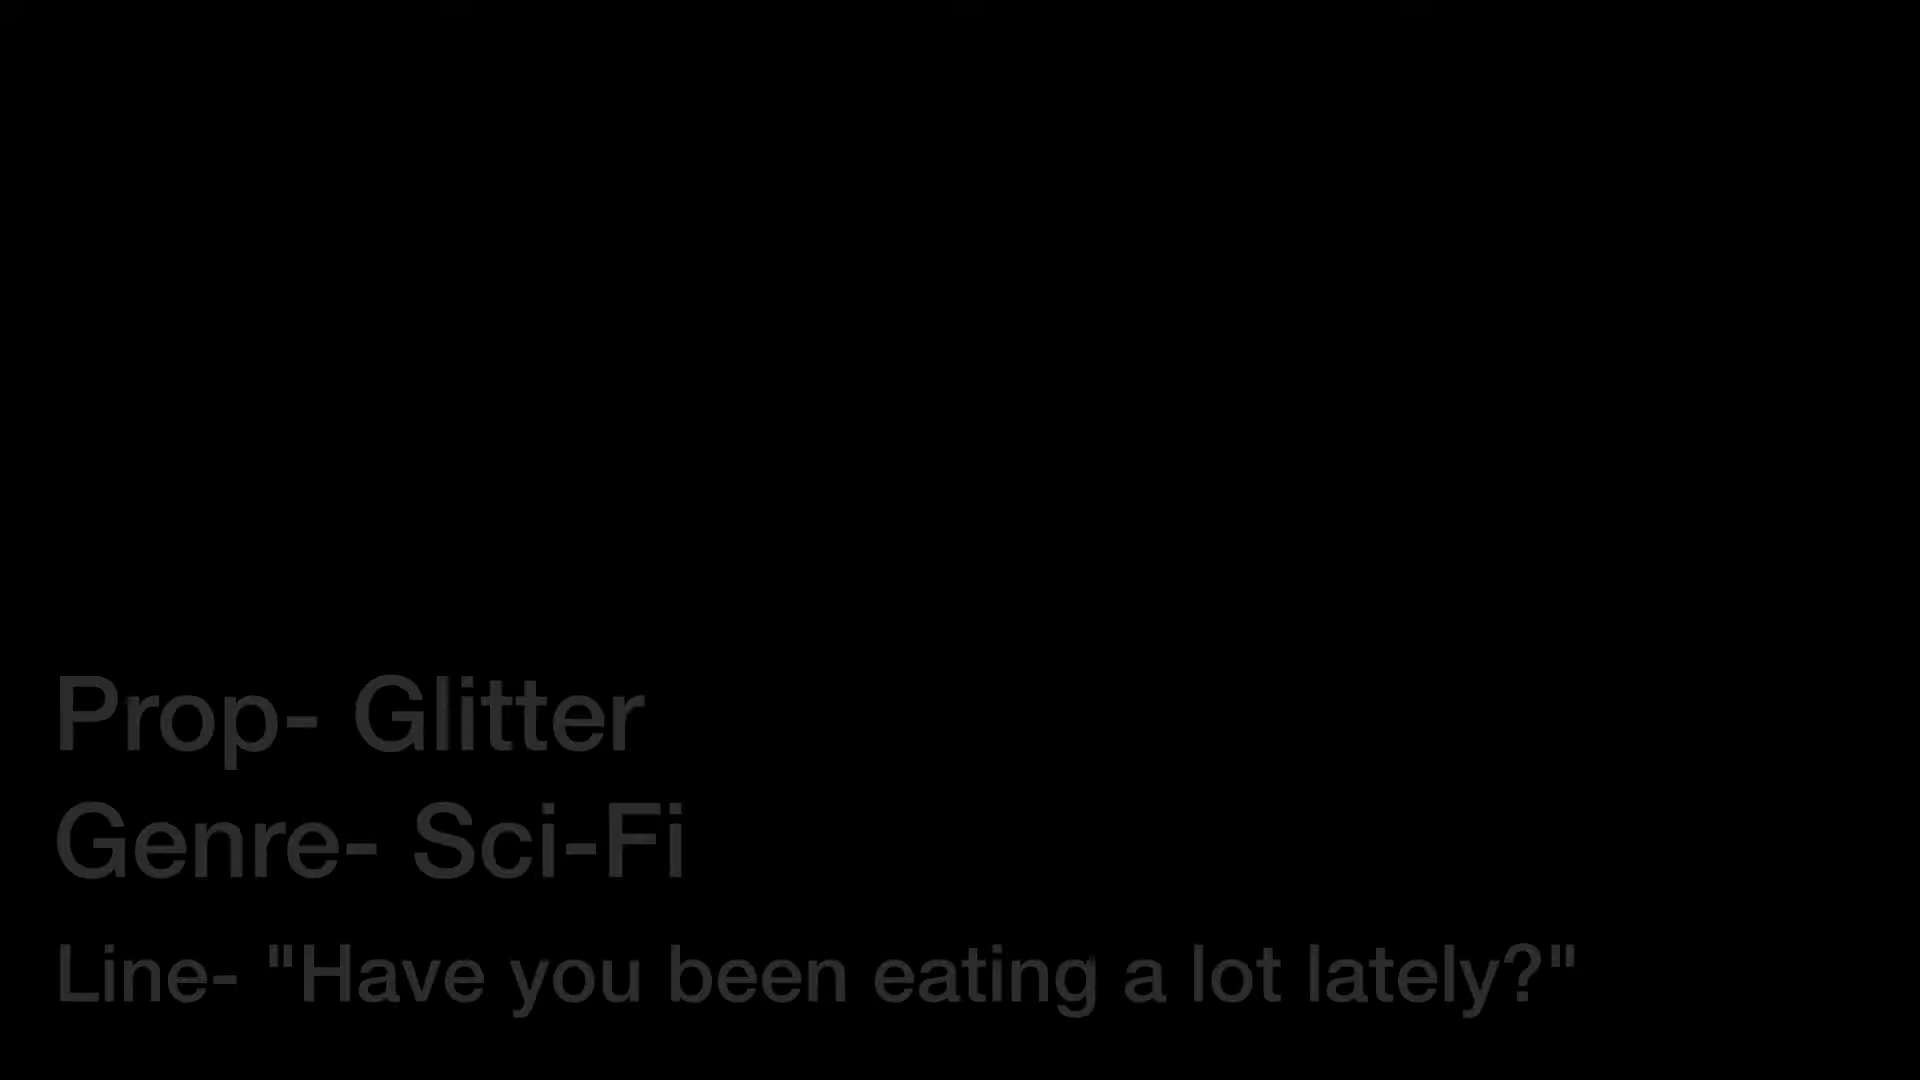 Prop- Glitter
Genre- Sci-Fi
Line- "Have you been eating a lot lately?"